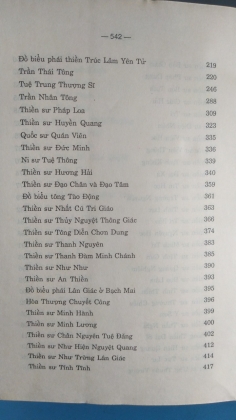 — 542 —
Đồ biểu phái thiền Trúc Lâm Yên Tử 219
Trần Thái Tông 220
Tuệ Trung Thượng Sĩ 246
Trần Nhân Tông 288
Thiền sư Pháp Loa 309
Thiền sư Huyền Quang 323
Quốc sư Quán Viên 335
Thiền sư Đức Minh 336
Ni sư Tuệ Thông 339
Thiền sư Hương Hải 340
Thiền sư Đạo Chân và Đạo Tâm 359
Đồ biểu tông Tào Động 361
Thiền sư Nhất Cú Tri Giáo 365
Thiền sư Thủy Nguyệt Thông Giác 366
Thiền sư Tông Diễn Chơn Dung 374
Thiền sư Thanh Nguyên 383
Thiền sư Thanh Đàm Minh Chánh 385
Thiền sư Như Như 390
Thiền sư An Thiền 393
Đồ biểu phái Lân Giác ở Bạch Mai 395
Hòa Thượng Chuyết Công 396
Thiền sư Minh Hành 399
Thiền sư Minh Lương 400
Thiền sư Chân Nguyên Tuệ Đăng 402
Thiền sư Như Hiện Nguyệt Quang 412
Thiền sư Như Trừng Lân Giác 414
Thiền sư Tính Tĩnh 417